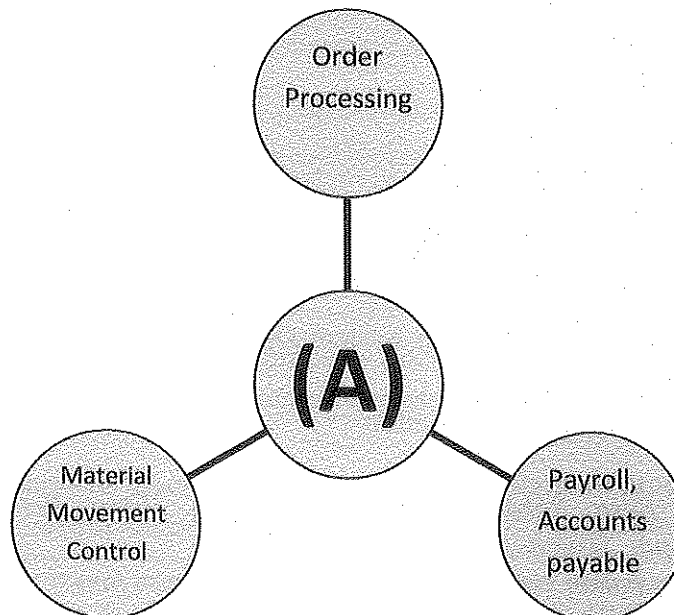 Order
Processing
(A)
Material
Movement
Control
Payroll,
Accounts
payable